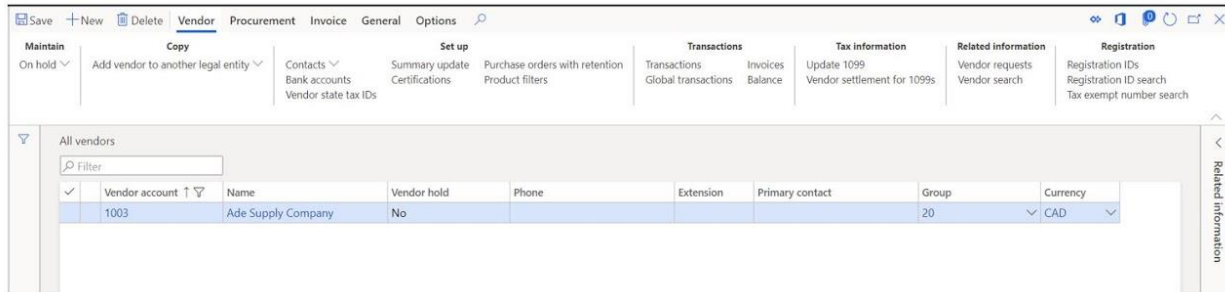 Save New Delete Vendor Procurement Invoice General Options
0
Maintain Copy Set up Transactions Tax information Related information Registration
On hold Add vendor to another legal entity Contacts Summary update Purchase orders with retention Transactions Invoices Update 1099 Vendor requests Registration IDs
Bank accounts Certifications Product filters Global transactions Balance Vendor settlement for 1099s Vendor search Registration ID search
Vendor state tax IDs Tax exempt number search
All vendors
Filter
Vendor account Name Vendor hold Phone Extension Primary contact Group Currency
1003 Ade Supply Company No 20 CAD
Related information